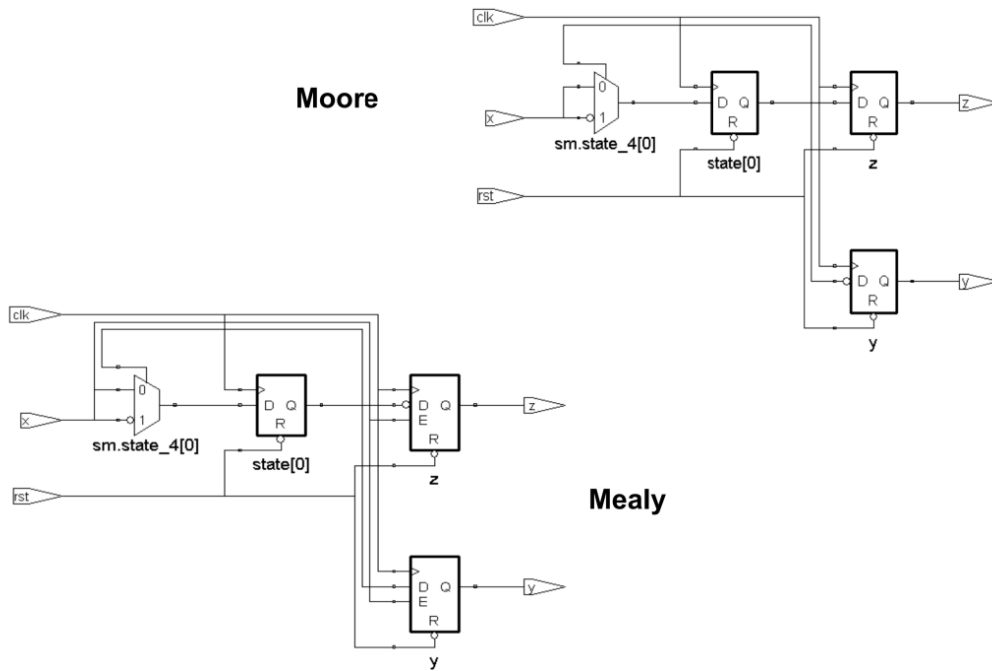 clk
0
D Q
D Q
z
Moore
x
1
R
R
sm.state_4[0]
state[0]
z
rst
D Q
y
R
clk
y
0
D Q
D Q
z
x
1
R
E
sm.state_4[0]
R
state[0]
z
rst
Mealy
D Q
y
E
R
y